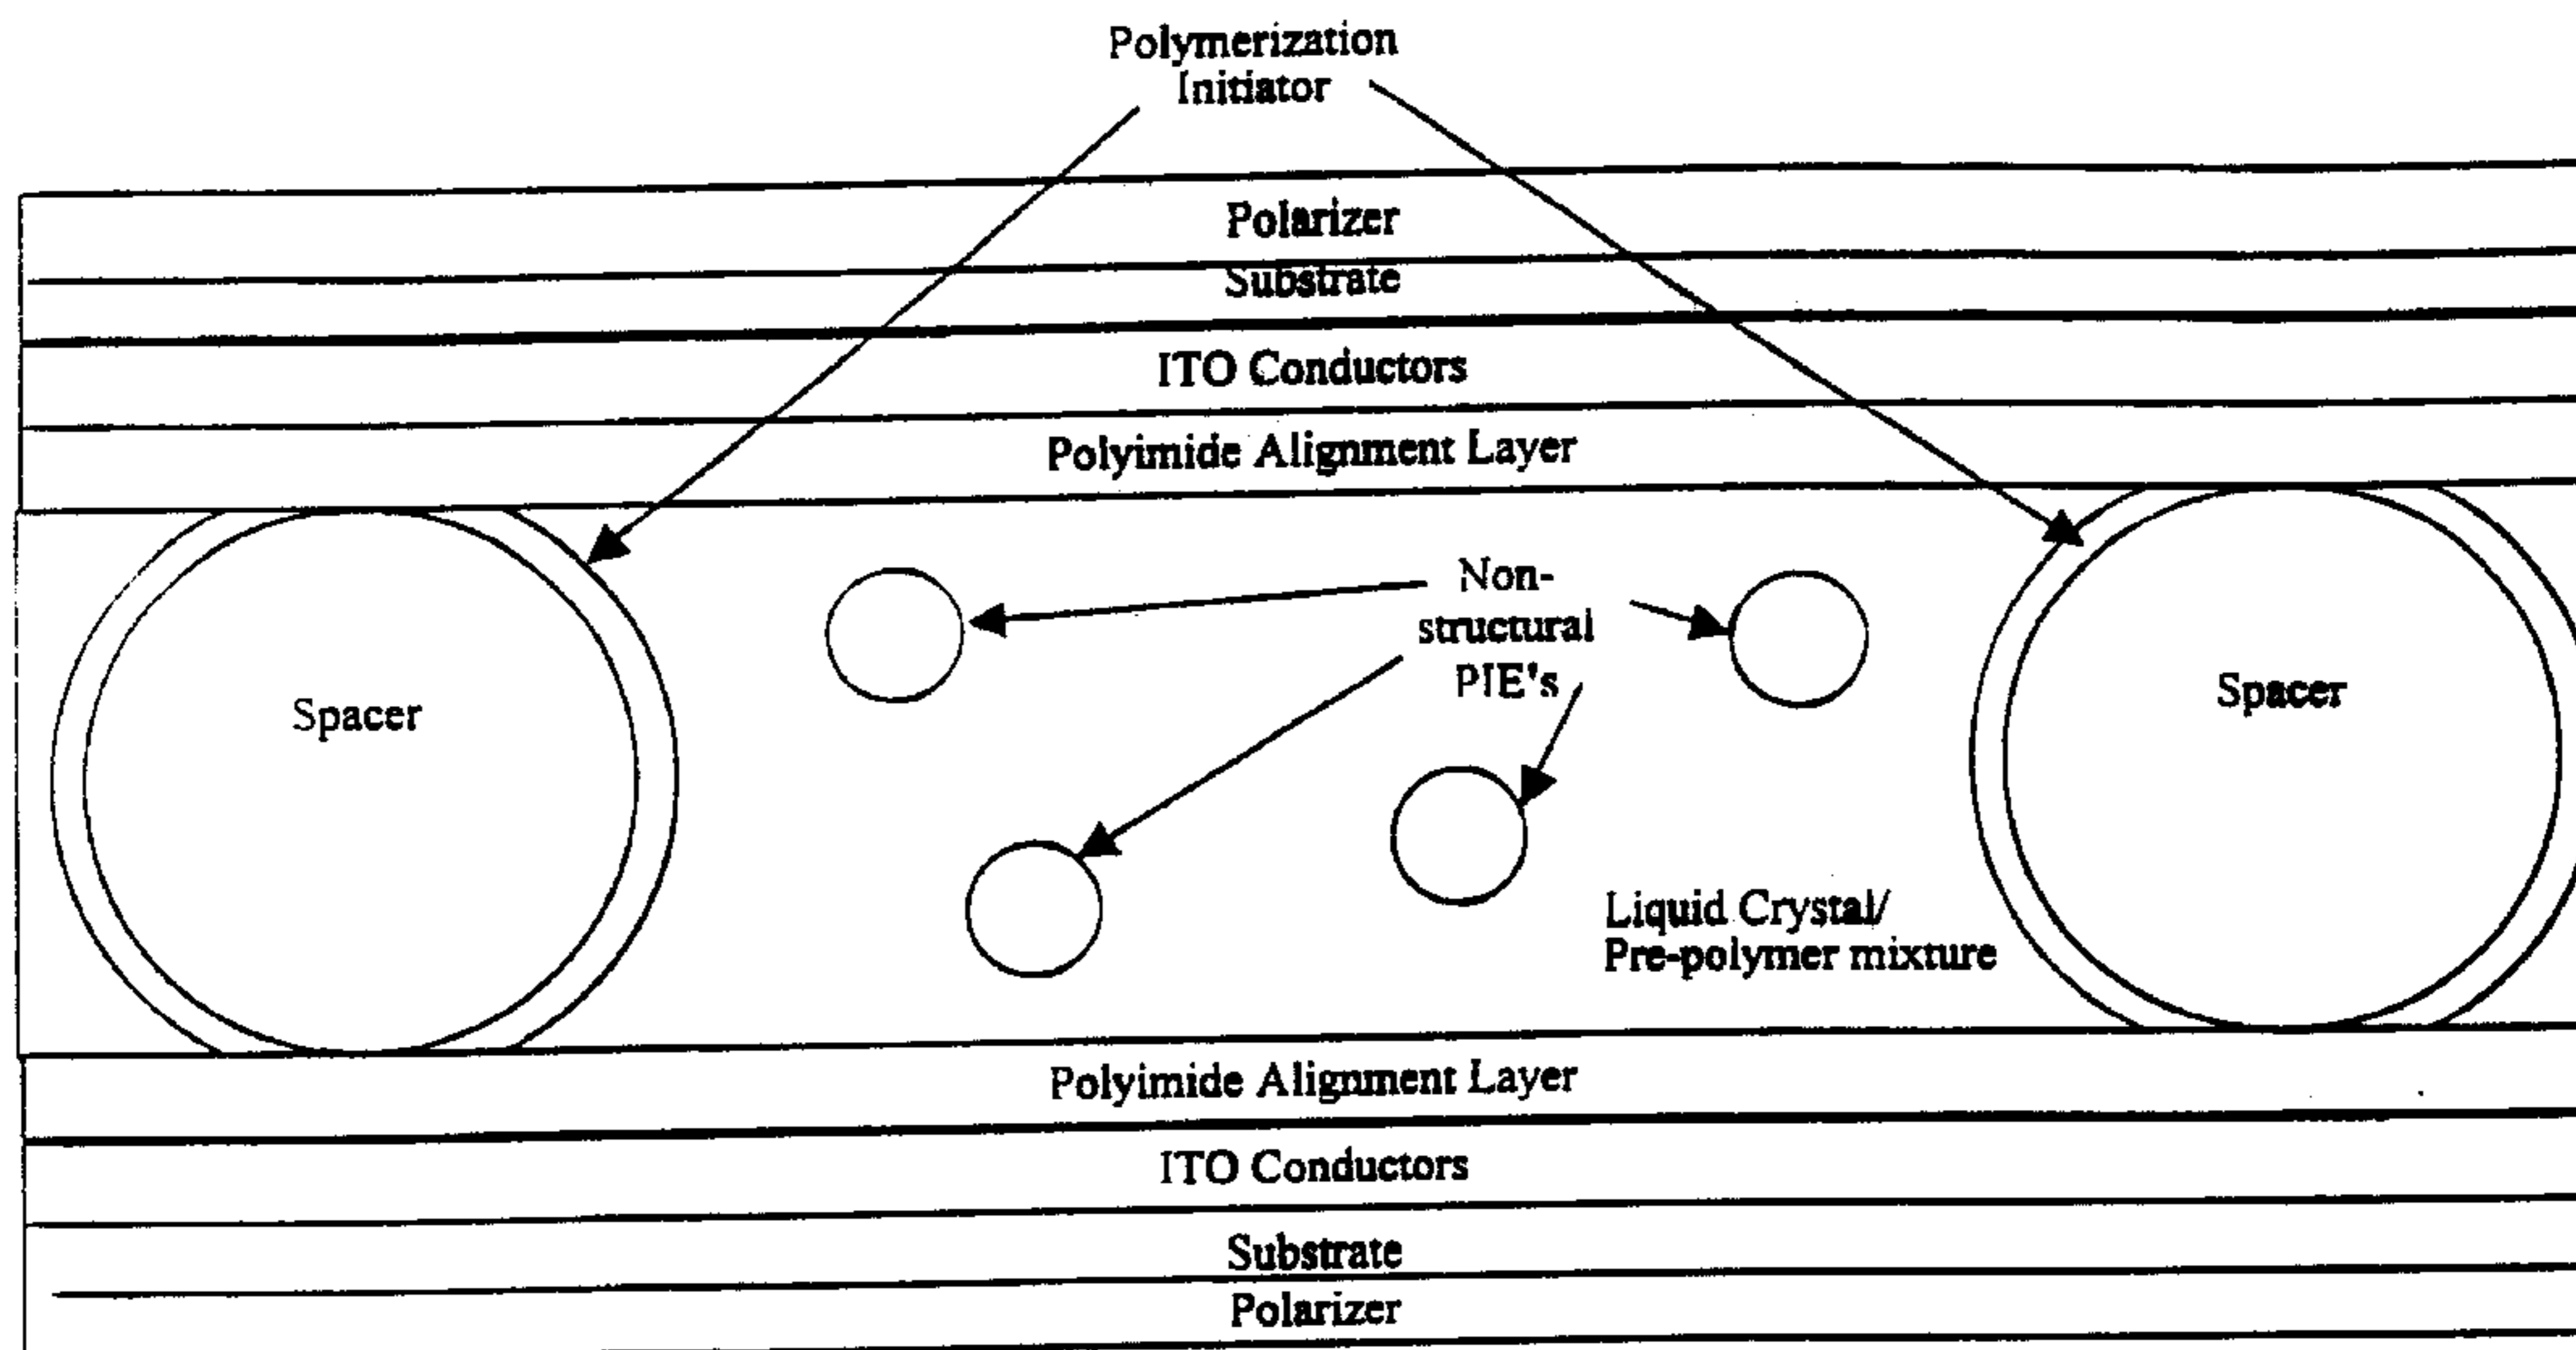 Polymerization
Initiator
Polarizer
Substrate
ITO Conductors
Polyimide Alignment Layer
Non-
structural
PIE's
Spacer
Spacer
Liquid Crystal/
Pre-polymer mixture
Polyimide Alignment Layer
ITO Conductors
Substrate
Polarizer